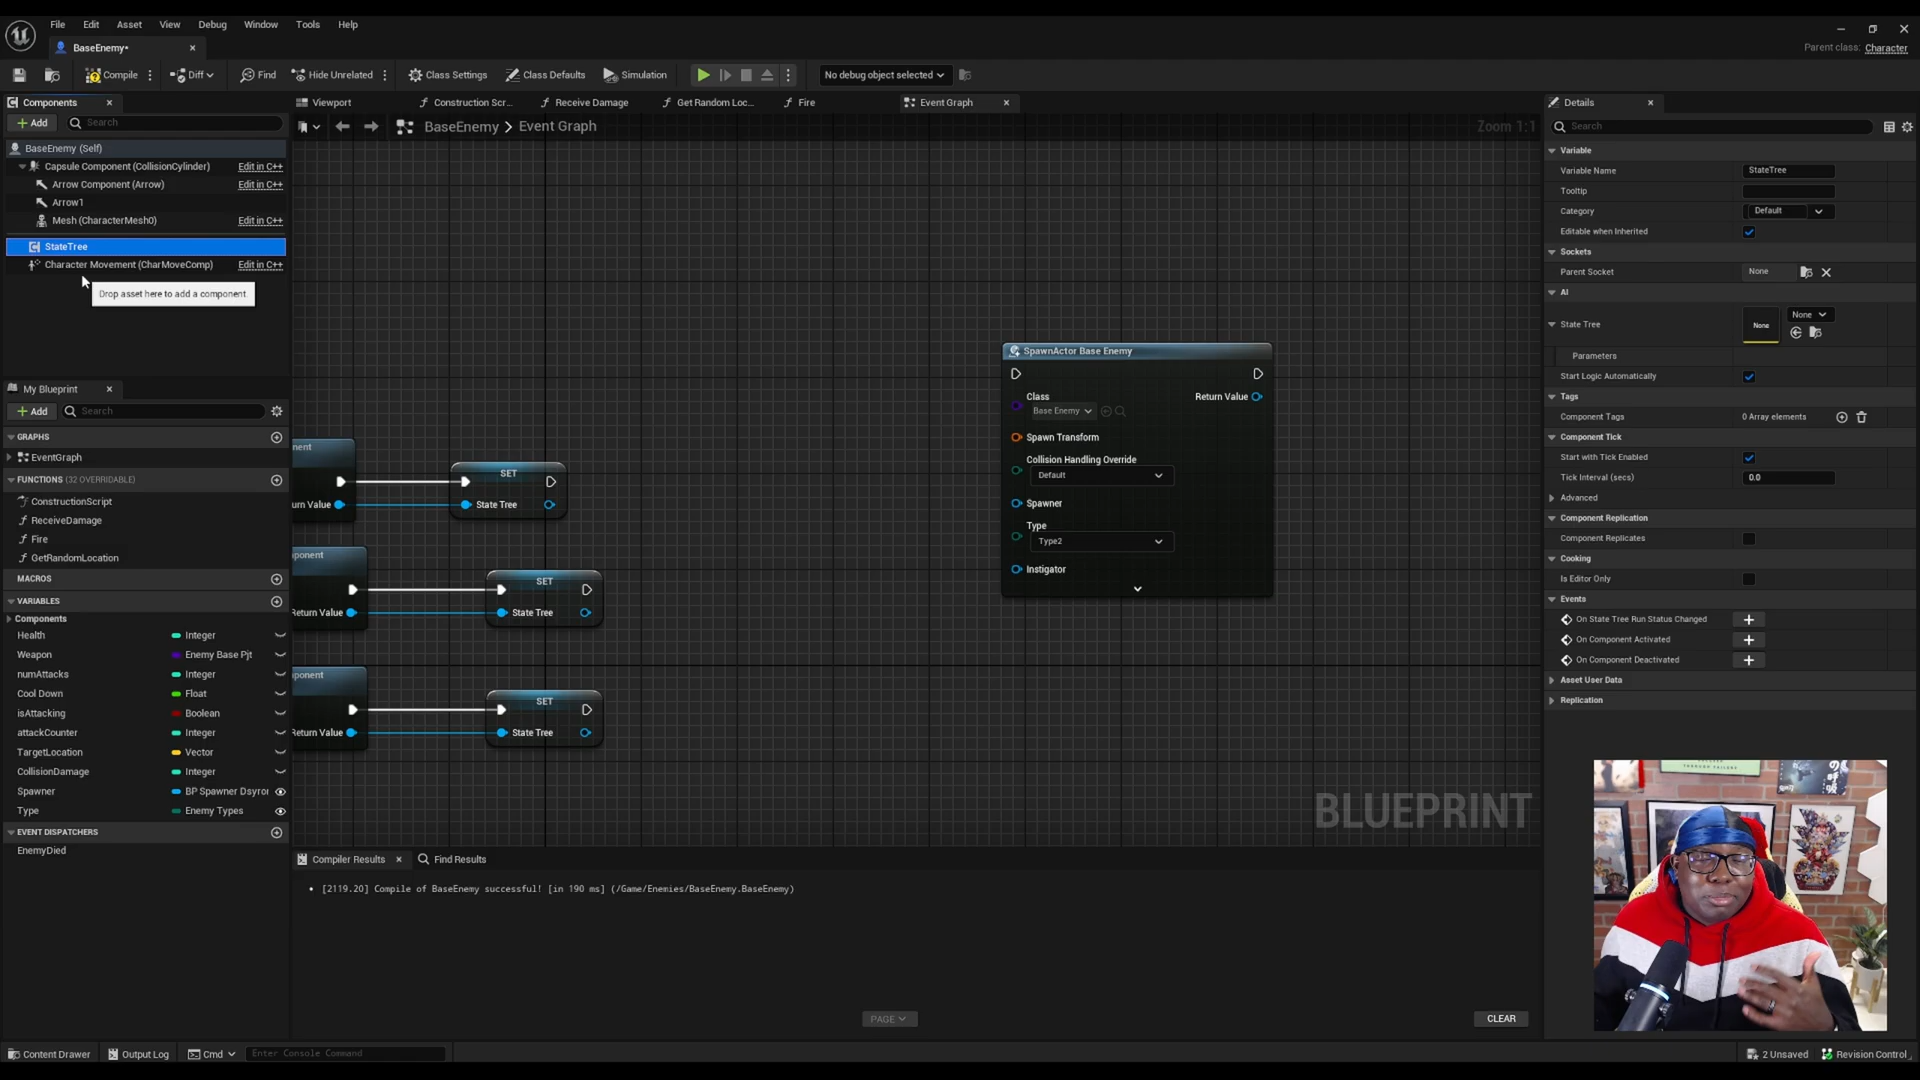 File Edit Asset View Debug Window Tools Help
BaseEnemy*
Parent class: Character
Compile Diff Find Hide Unrelated Class Settings Class Defaults Simulation No debug object selected
Components
Add Search
BaseEnemy (Self)
Capsule Component (CollisionCylinder) Edit in C++
Arrow Component (Arrow) Edit in C++
Arrow1
Mesh (CharacterMesh0) Edit in C++
StateTree
Character Movement (CharMoveComp) Edit in C++
Drop asset here to add a component.
My Blueprint
Add Search
GRAPHS
EventGraph
FUNCTIONS (32 OVERRIDABLE)
ConstructionScript
ReceiveDamage
Fire
GetRandomLocation
MACROS
VARIABLES
Components
Health Integer
Weapon Enemy Base Pjt
numAttacks Integer
Cool Down Float
isAttacking Boolean
attackCounter Integer
TargetLocation Vector
CollisionDamage Integer
Spawner BP Spawner Dsyror
Type Enemy Types
EVENT DISPATCHERS
EnemyDied
Viewport Construction Scr... Receive Damage Get Random Loc... Fire Event Graph
BaseEnemy > Event Graph Zoom 1:1
nent
urn Value
SET
State Tree
ponent
Return Value
SET
State Tree
ponent
Return Value
SET
State Tree
SpawnActor Base Enemy
Class Return Value
Base Enemy
Spawn Transform
Collision Handling Override
Default
Spawner
Type
Type2
Instigator
BLUEPRINT
Compiler Results Find Results
[2119.20] Compile of BaseEnemy successful! [in 190 ms] (/Game/Enemies/BaseEnemy.BaseEnemy)
PAGE CLEAR
Details
Search
Variable
Variable Name StateTree
Tooltip
Category Default
Editable when Inherited
Sockets
Parent Socket None
AI
State Tree None None
Parameters
Start Logic Automatically
Tags
Component Tags 0 Array elements
Component Tick
Start with Tick Enabled
Tick Interval (secs) 0.0
Advanced
Component Replication
Component Replicates
Cooking
Is Editor Only
Events
On State Tree Run Status Changed
On Component Activated
On Component Deactivated
Asset User Data
Replication
Content Drawer Output Log Cmd Enter Console Command 2 Unsaved Revision Control